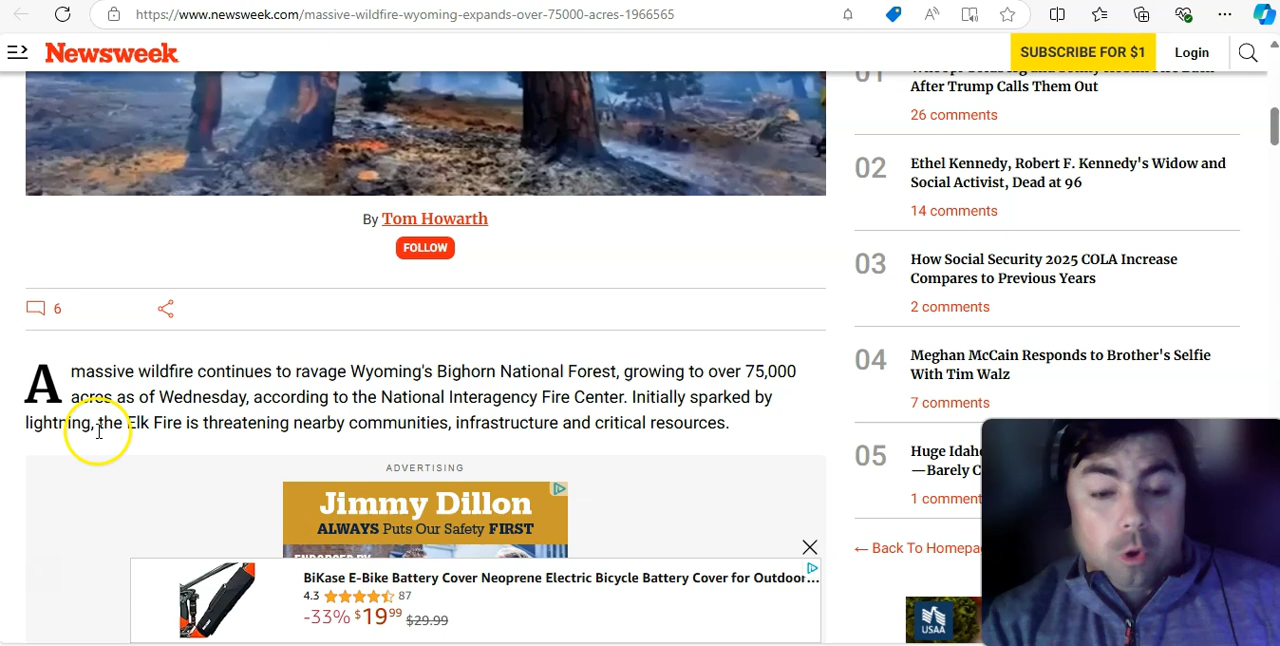 https://www.newsweek.com/massive-wildfire-wyoming-expands-over-75000-acres-1966565
Newsweek
SUBSCRIBE FOR $1
Login
By Tom Howarth
FOLLOW
6
A massive wildfire continues to ravage Wyoming's Bighorn National Forest, growing to over 75,000
acres as of Wednesday, according to the National Interagency Fire Center. Initially sparked by
lightning, the Elk Fire is threatening nearby communities, infrastructure and critical resources.
ADVERTISING
Jimmy Dillon
ALWAYS Puts Our Safety FIRST
BiKase E-Bike Battery Cover Neoprene Electric Bicycle Battery Cover for Outdoor...
4.3 87
-33% $19.99 $29.99
01
After Trump Calls Them Out
26 comments
02
Ethel Kennedy, Robert F. Kennedy's Widow and
Social Activist, Dead at 96
14 comments
03
How Social Security 2025 COLA Increase
Compares to Previous Years
2 comments
04
Meghan McCain Responds to Brother's Selfie
With Tim Walz
7 comments
05
Huge
—Barely
1 comment
← Back To
USAA